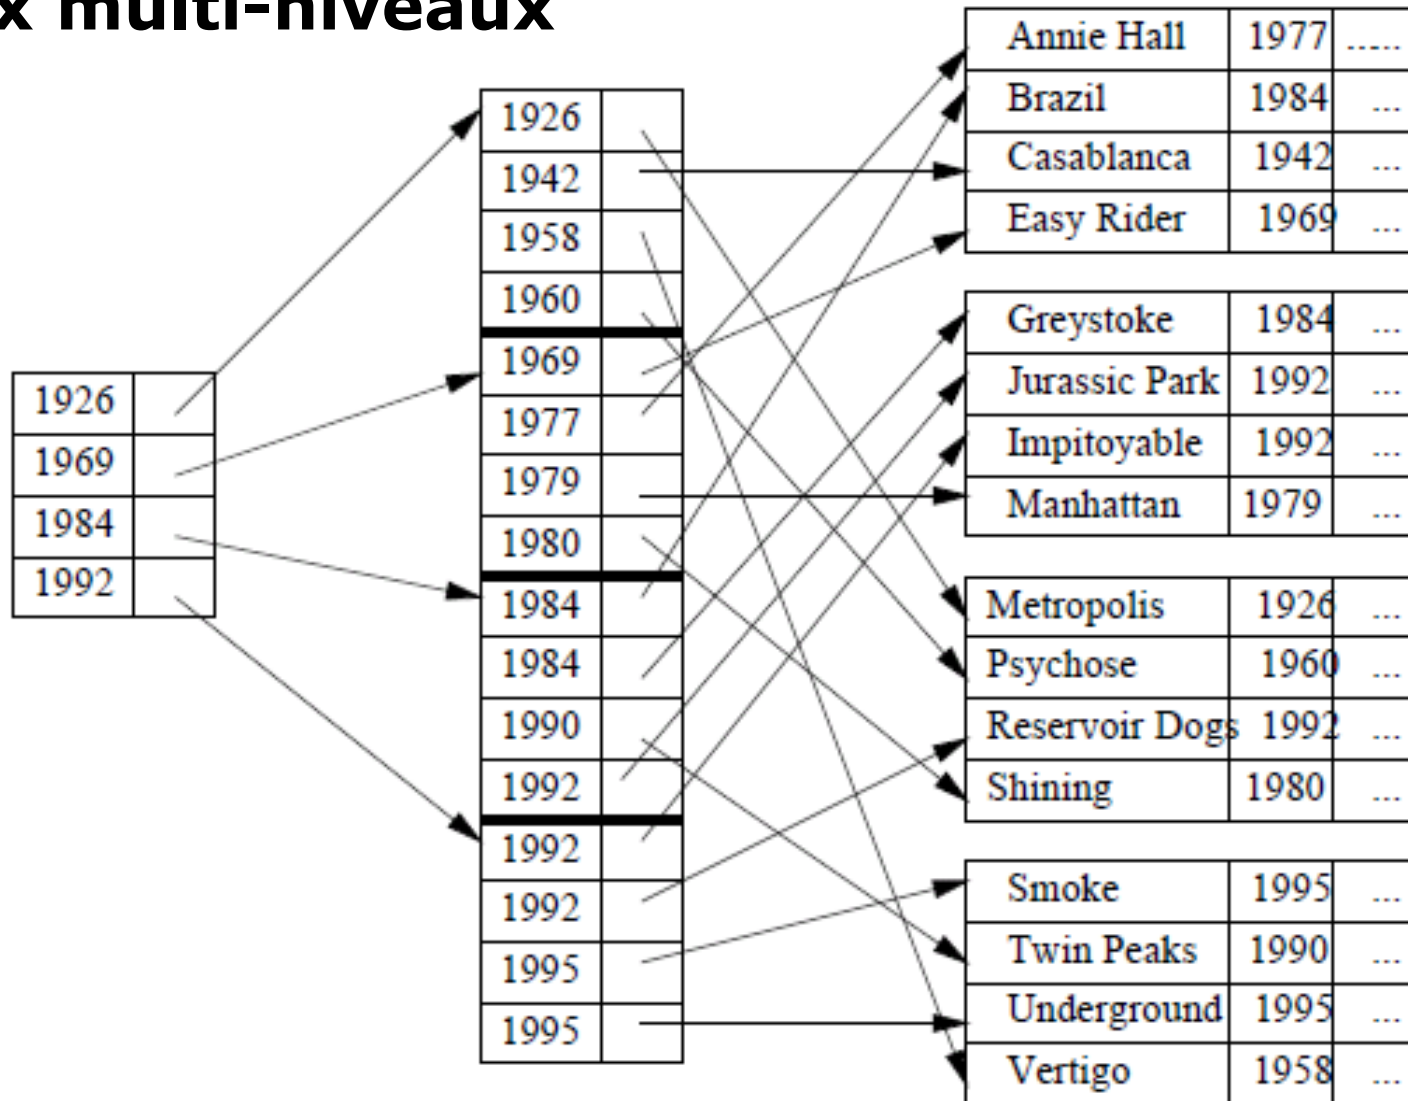 x multi-niveaux
1926
1969
1984
1992
1926
1942
1958
1960
1969
1977
1979
1980
1984
1984
1990
1992
1992
1992
1995
1995
Annie Hall 1977 ......
Brazil 1984 ...
Casablanca 1942 ...
Easy Rider 1969 ...
Greystoke 1984 ...
Jurassic Park 1992 ...
Impitoyable 1992 ...
Manhattan 1979 ...
Metropolis 1926 ...
Psychose 1960 ...
Reservoir Dogs 1992 ...
Shining 1980 ...
Smoke 1995 ...
Twin Peaks 1990 ...
Underground 1995 ...
Vertigo 1958 ...